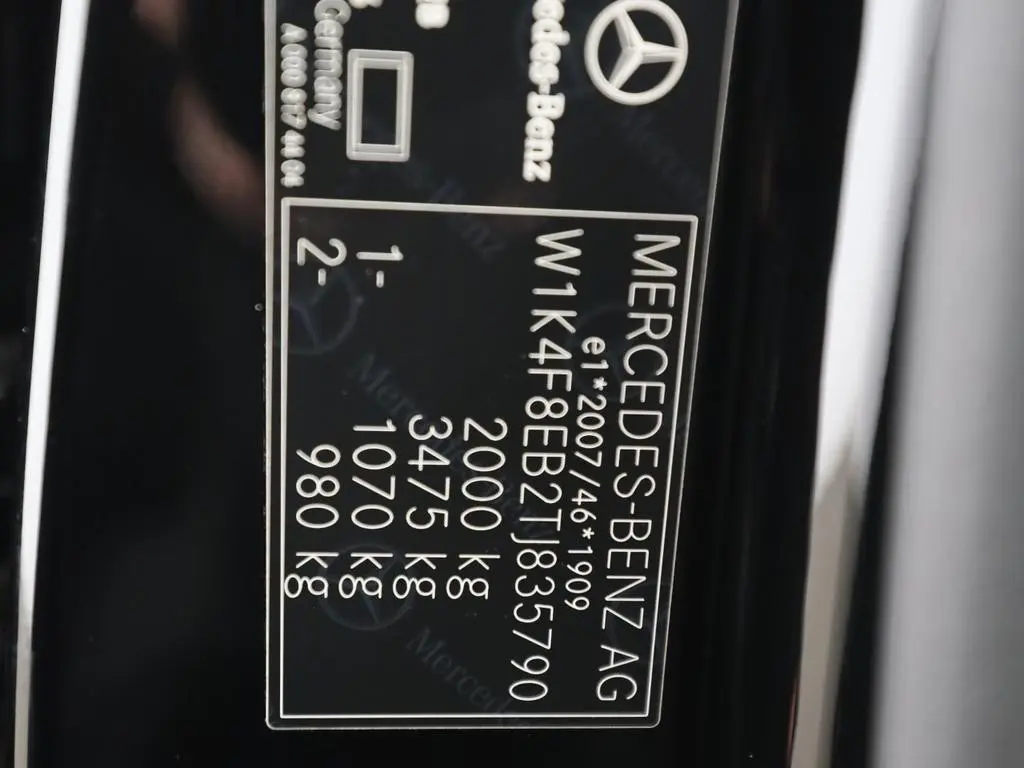 edes-Benz
Germany
MERCEDES-BENZ AG
e1*2007/46*1909
W1K4F8EB2TJ835790
2000 kg
3475 kg
1- 1070 kg
2- 980 kg